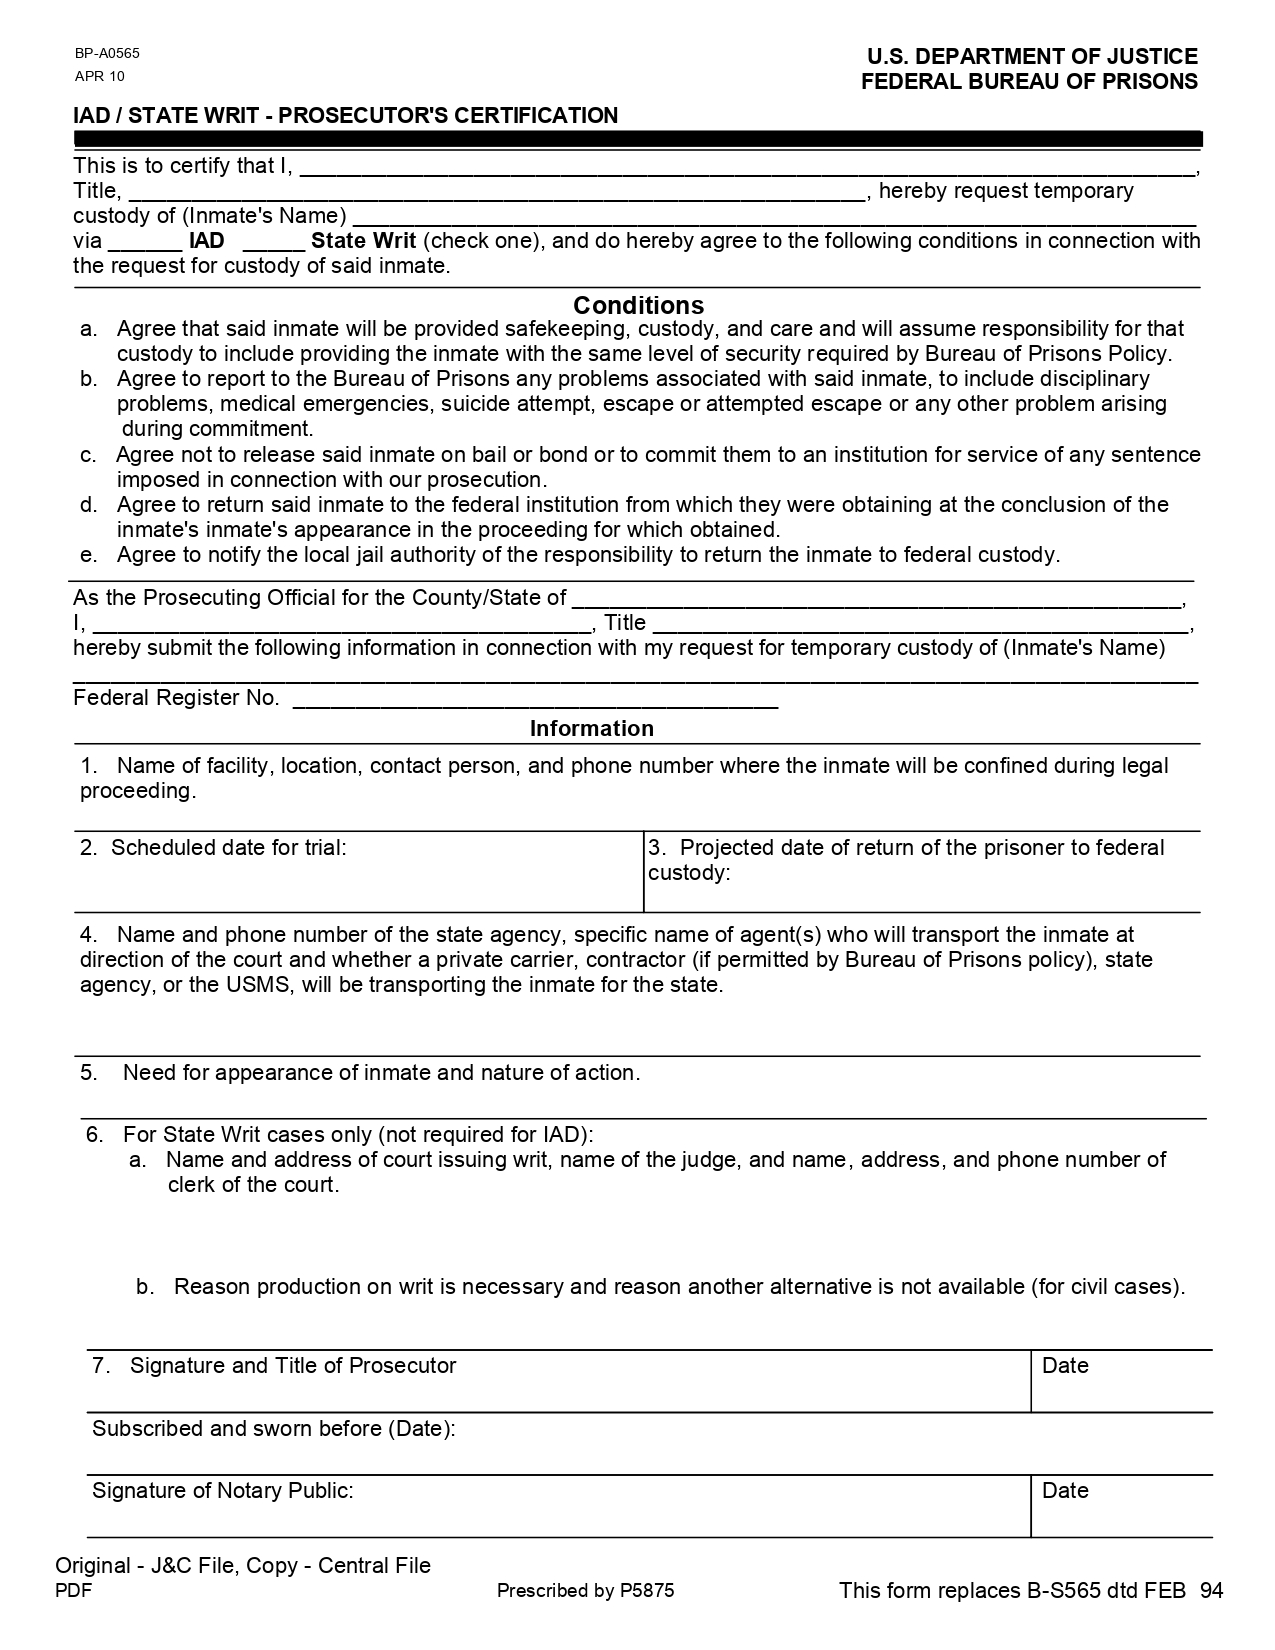 BP-A0565
APR 10
U.S. DEPARTMENT OF JUSTICE
FEDERAL BUREAU OF PRISONS
IAD / STATE WRIT - PROSECUTOR'S CERTIFICATION
This is to certify that I, ______________________________________________________________________________,
Title, ________________________________________________________________, hereby request temporary
custody of (Inmate's Name) _________________________________________________________________________
via ______ IAD _____ State Writ (check one), and do hereby agree to the following conditions in connection with
the request for custody of said inmate.
Conditions
a. Agree that said inmate will be provided safekeeping, custody, and care and will assume responsibility for that
custody to include providing the inmate with the same level of security required by Bureau of Prisons Policy.
b. Agree to report to the Bureau of Prisons any problems associated with said inmate, to include disciplinary
problems, medical emergencies, suicide attempt, escape or attempted escape or any other problem arising
during commitment.
c. Agree not to release said inmate on bail or bond or to commit them to an institution for service of any sentence
imposed in connection with our prosecution.
d. Agree to return said inmate to the federal institution from which they were obtaining at the conclusion of the
inmate's inmate's appearance in the proceeding for which obtained.
e. Agree to notify the local jail authority of the responsibility to return the inmate to federal custody.
As the Prosecuting Official for the County/State of _____________________________________________________,
I, ___________________________________________, Title ______________________________________________,
hereby submit the following information in connection with my request for temporary custody of (Inmate's Name)
__________________________________________________________________________________________________
Federal Register No. __________________________________________
Information
1. Name of facility, location, contact person, and phone number where the inmate will be confined during legal
proceeding.
2. Scheduled date for trial:
3. Projected date of return of the prisoner to federal
custody:
4. Name and phone number of the state agency, specific name of agent(s) who will transport the inmate at
direction of the court and whether a private carrier, contractor (if permitted by Bureau of Prisons policy), state
agency, or the USMS, will be transporting the inmate for the state.
5. Need for appearance of inmate and nature of action.
6. For State Writ cases only (not required for IAD):
a. Name and address of court issuing writ, name of the judge, and name, address, and phone number of
clerk of the court.
b. Reason production on writ is necessary and reason another alternative is not available (for civil cases).
7. Signature and Title of Prosecutor
Date
Subscribed and sworn before (Date):
Signature of Notary Public:
Date
Original - J&C File, Copy - Central File
PDF
Prescribed by P5875
This form replaces B-S565 dtd FEB 94